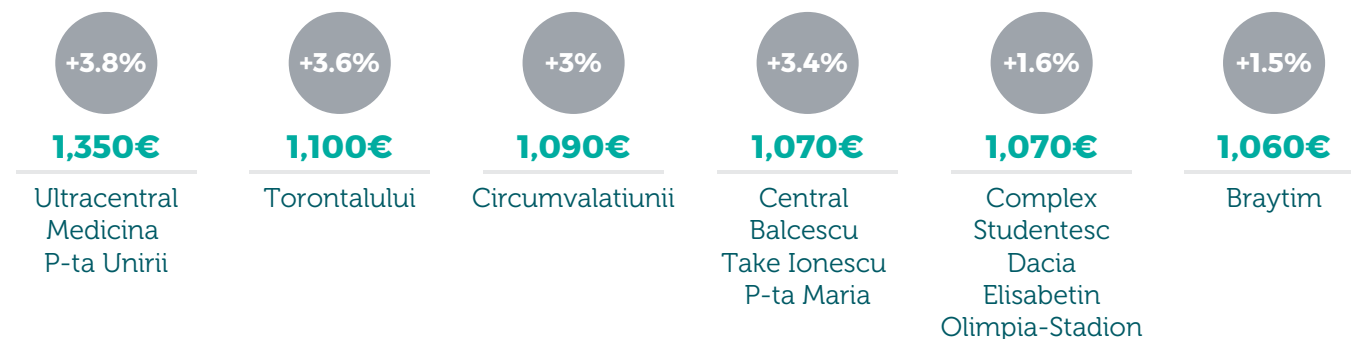 +3.8%
+3.6%
+3%
+3.4%
+1.6%
+1.5%
1,350€
1,100€
1,090€
1,070€
1,070€
1,060€
Ultracentral
Medicina
P-ta Unirii
Torontalului
Circumvalatiunii
Central
Balcescu
Take Ionescu
P-ta Maria
Complex
Studentesc
Dacia
Elisabetin
Olimpia-Stadion
Braytim